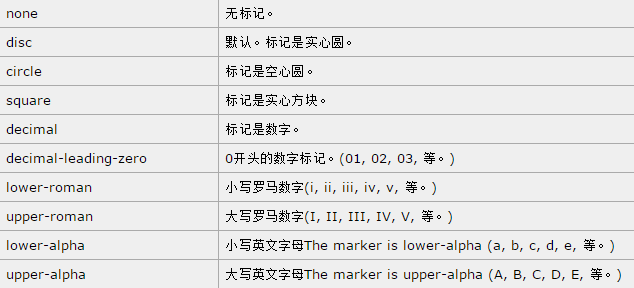 none 无标记。
disc 默认。标记是实心圆。
circle 标记是空心圆。
square 标记是实心方块。
decimal 标记是数字。
decimal-leading-zero 0开头的数字标记。(01, 02, 03, 等。)
lower-roman 小写罗马数字(i, ii, iii, iv, v, 等。)
upper-roman 大写罗马数字(I, II, III, IV, V, 等。)
lower-alpha 小写英文字母The marker is lower-alpha (a, b, c, d, e, 等。)
upper-alpha 大写英文字母The marker is upper-alpha (A, B, C, D, E, 等。)